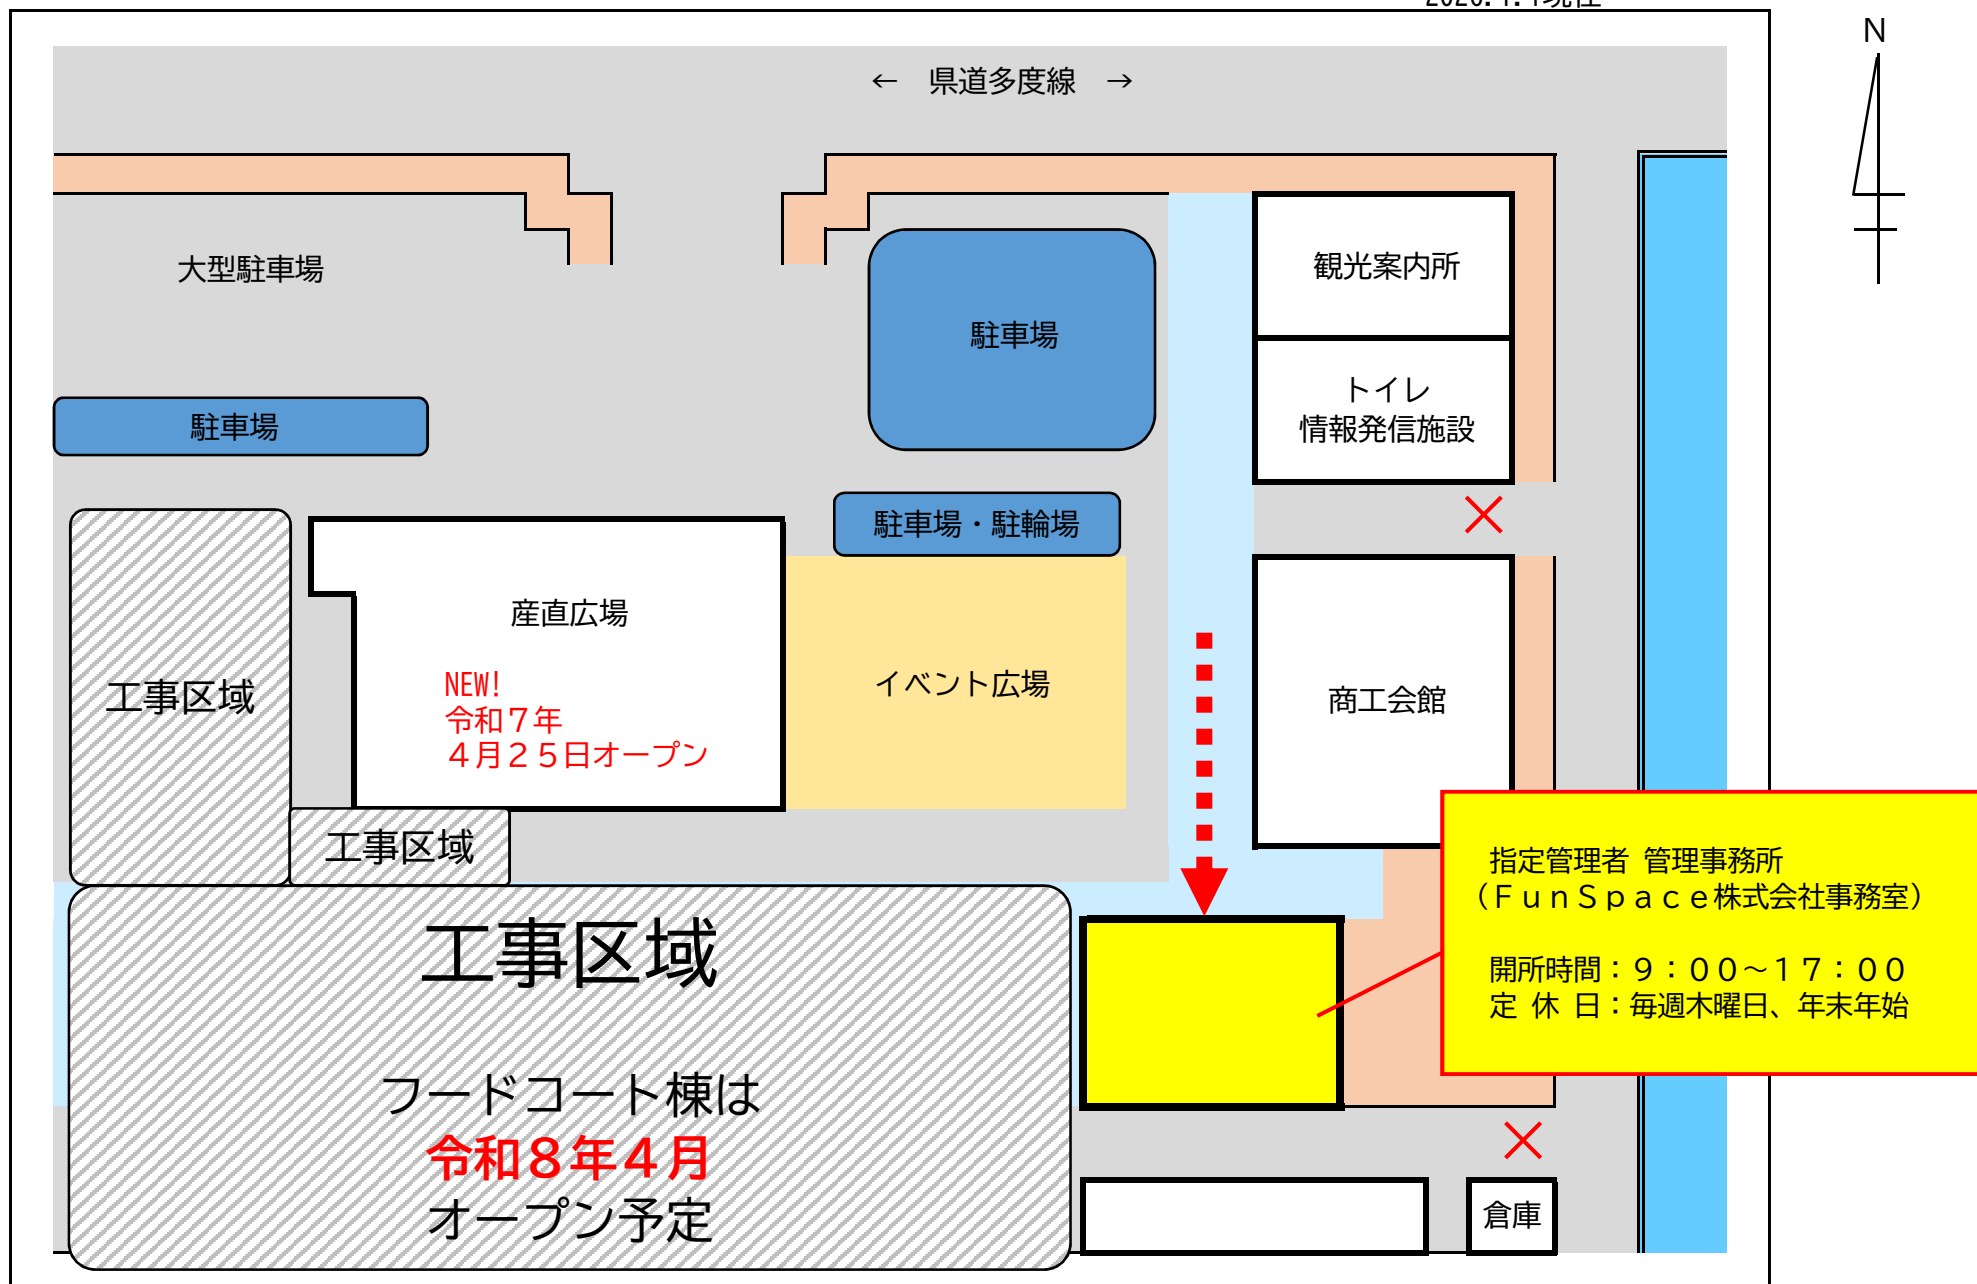 N
← 県道多度線 →
大型駐車場
観光案内所
駐車場
トイレ
情報発信施設
駐車場
駐車場・駐輪場
産直広場
NEW!
令和７年
４月２５日オープン
イベント広場
商工会館
工事区域
工事区域
指定管理者 管理事務所
（ＦｕｎＳｐａｃｅ株式会社事務室）
開所時間：９：００～１７：００
定 休 日：毎週木曜日、年末年始
工事区域
フードコート棟は
令和８年４月
オープン予定
倉庫